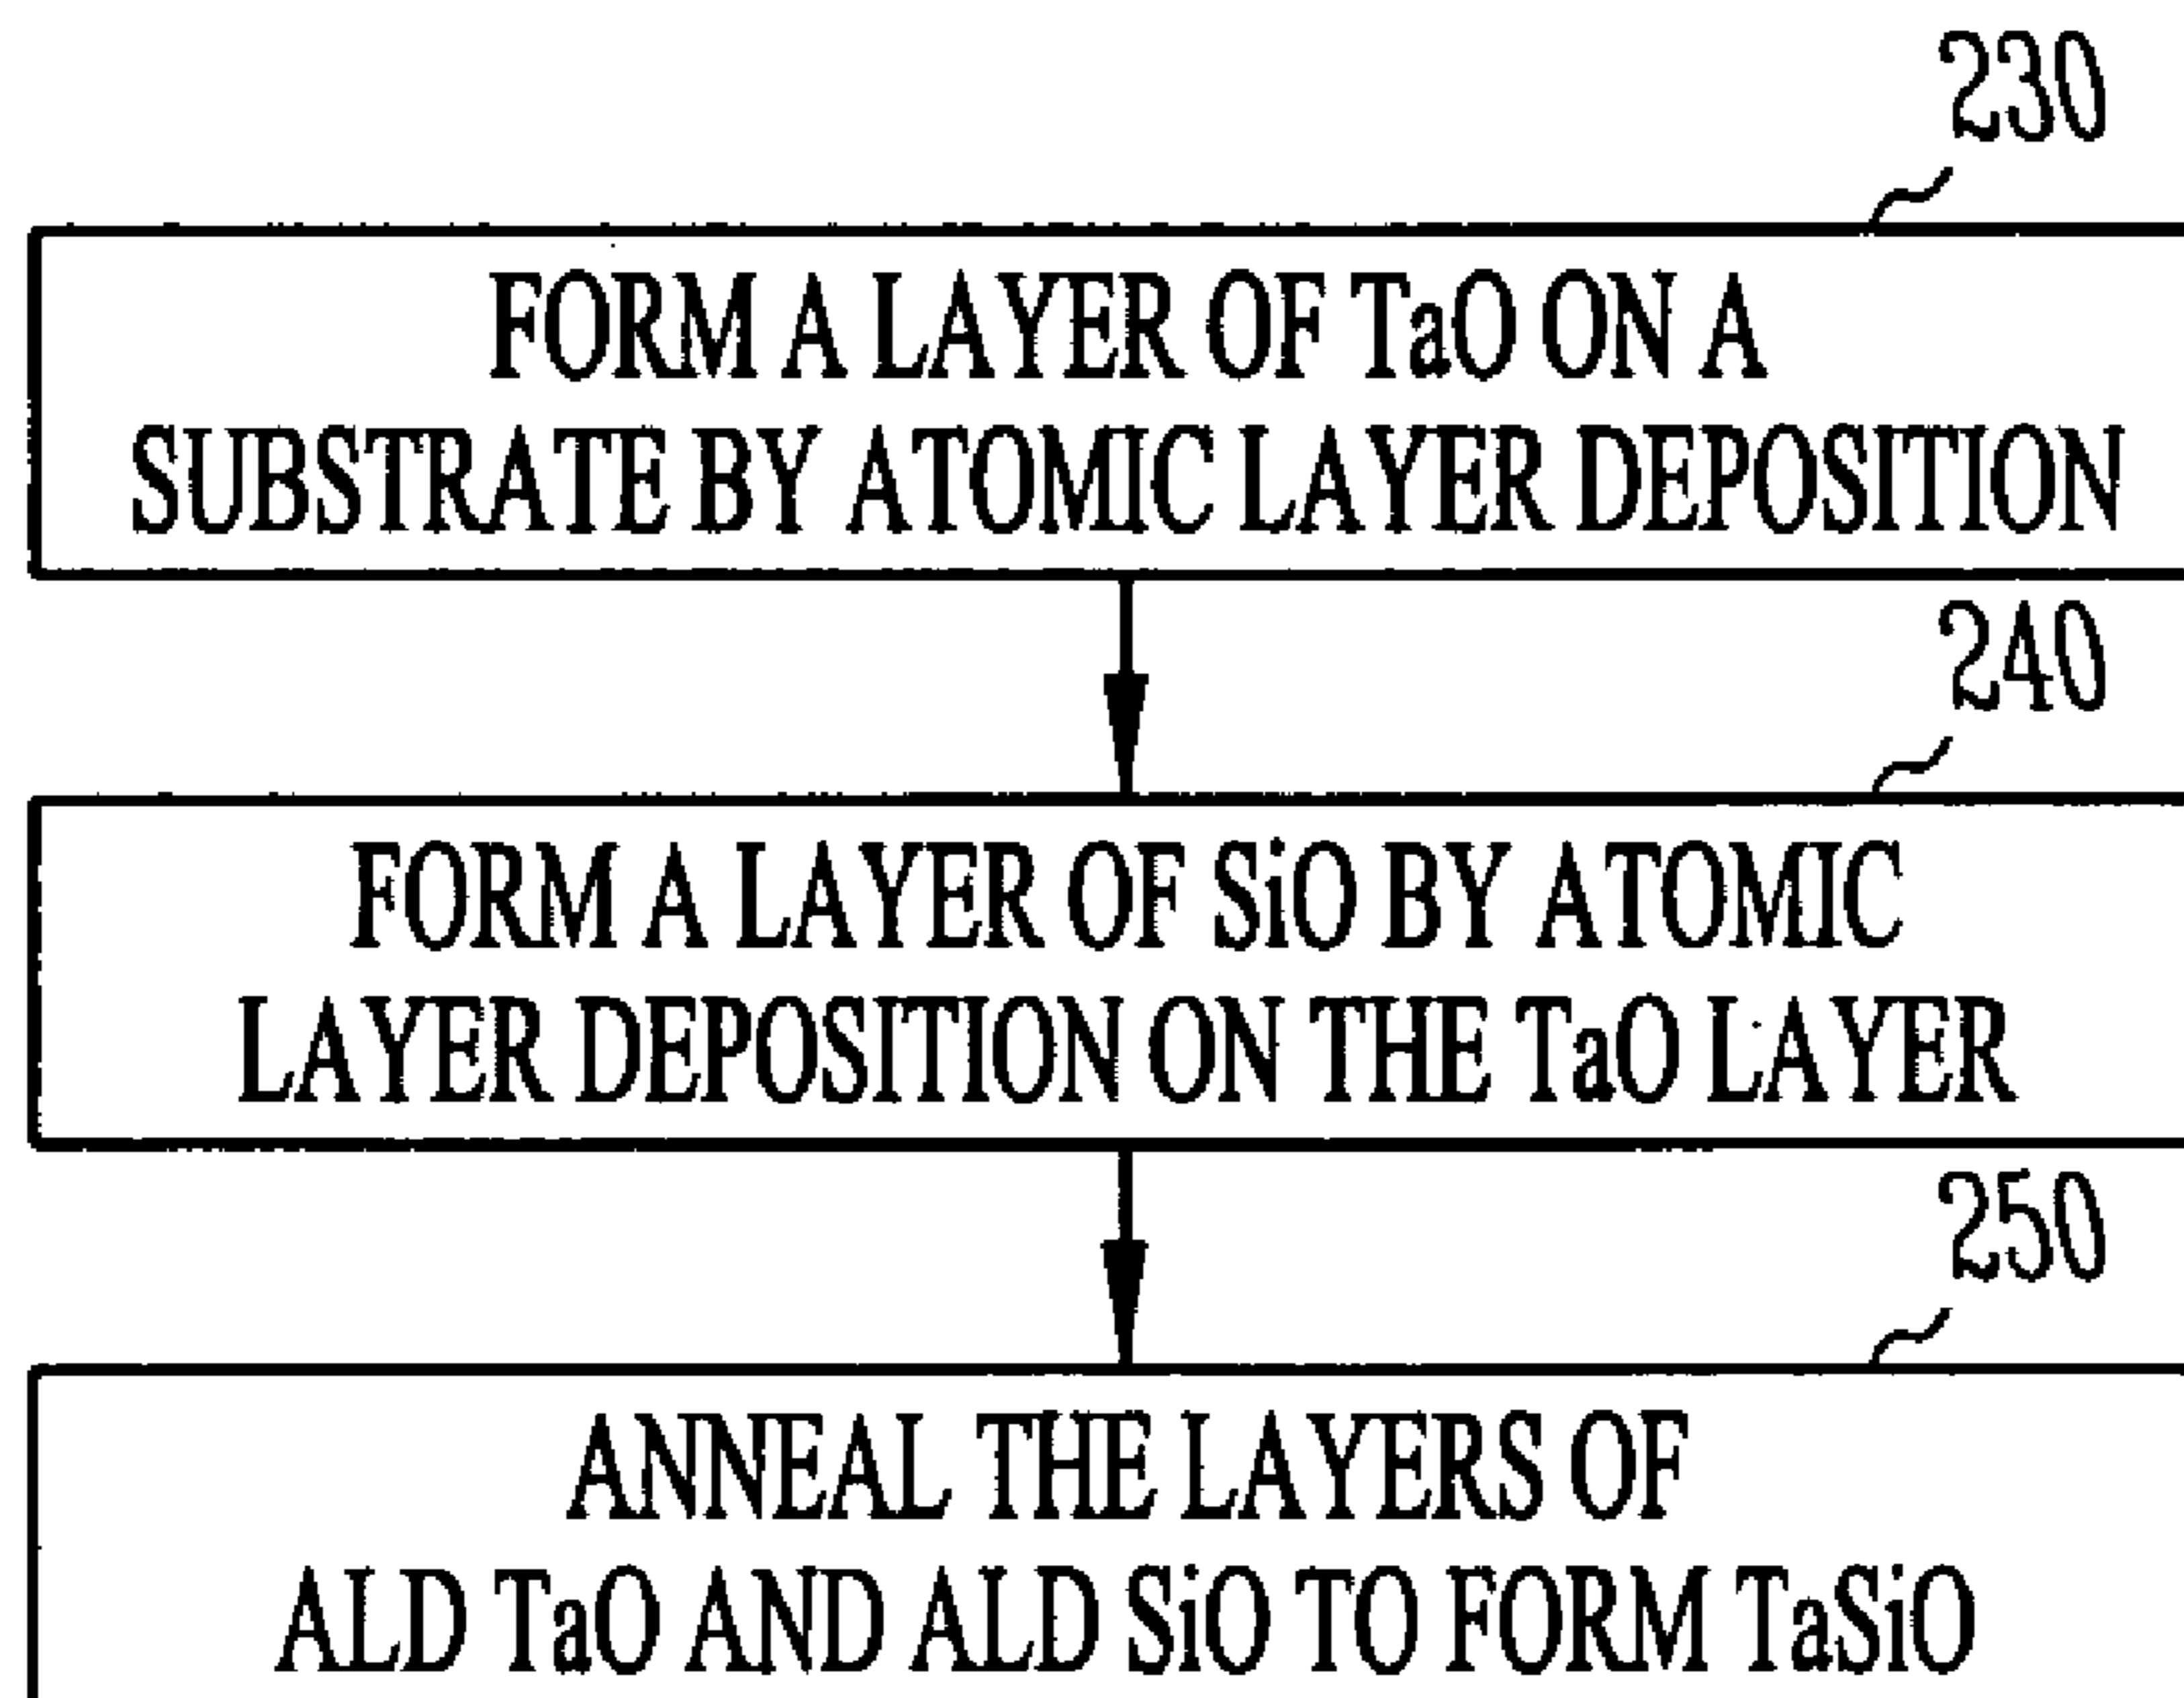 230
FORM A LAYER OF TaO ON A
SUBSTRATE BY ATOMIC LAYER DEPOSITION
240
FORM A LAYER OF SiO BY ATOMIC
LAYER DEPOSITION ON THE TaO LAYER
250
ANNEAL THE LAYERS OF
ALD TaO AND ALD SiO TO FORM TaSiO